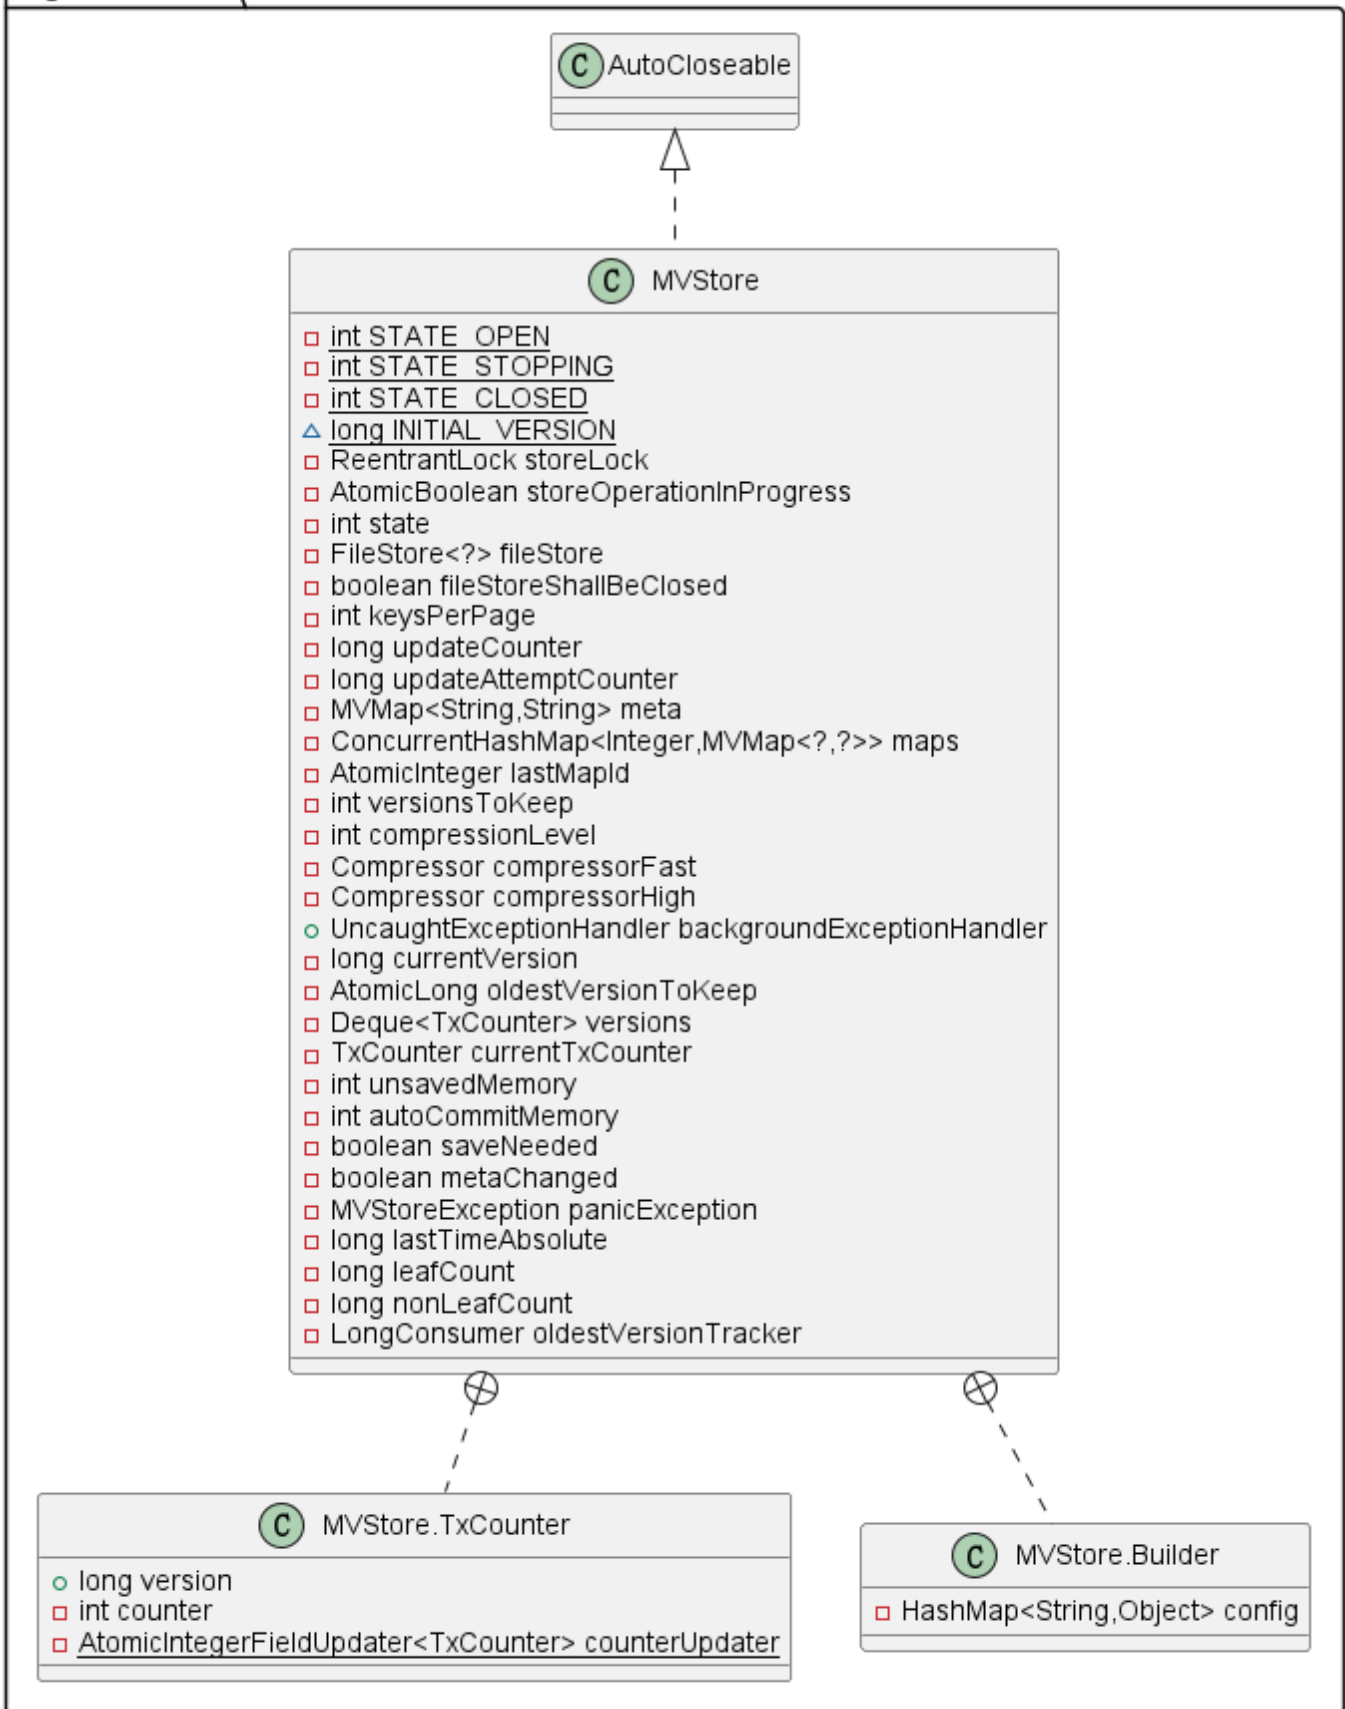 C AutoCloseable
C MVStore
int STATE_OPEN
int STATE_STOPPING
int STATE_CLOSED
long INITIAL_VERSION
ReentrantLock storeLock
AtomicBoolean storeOperationInProgress
int state
FileStore<?> fileStore
boolean fileStoreShallBeClosed
int keysPerPage
long updateCounter
long updateAttemptCounter
MVMap<String,String> meta
ConcurrentHashMap<Integer,MVMap<?,?>> maps
AtomicInteger lastMapId
int versionsToKeep
int compressionLevel
Compressor compressorFast
Compressor compressorHigh
UncaughtExceptionHandler backgroundExceptionHandler
long currentVersion
AtomicLong oldestVersionToKeep
Deque<TxCounter> versions
TxCounter currentTxCounter
int unsavedMemory
int autoCommitMemory
boolean saveNeeded
boolean metaChanged
MVStoreException panicException
long lastTimeAbsolute
long leafCount
long nonLeafCount
LongConsumer oldestVersionTracker
C MVStore.TxCounter
long version
int counter
AtomicIntegerFieldUpdater<TxCounter> counterUpdater
C MVStore.Builder
HashMap<String,Object> config